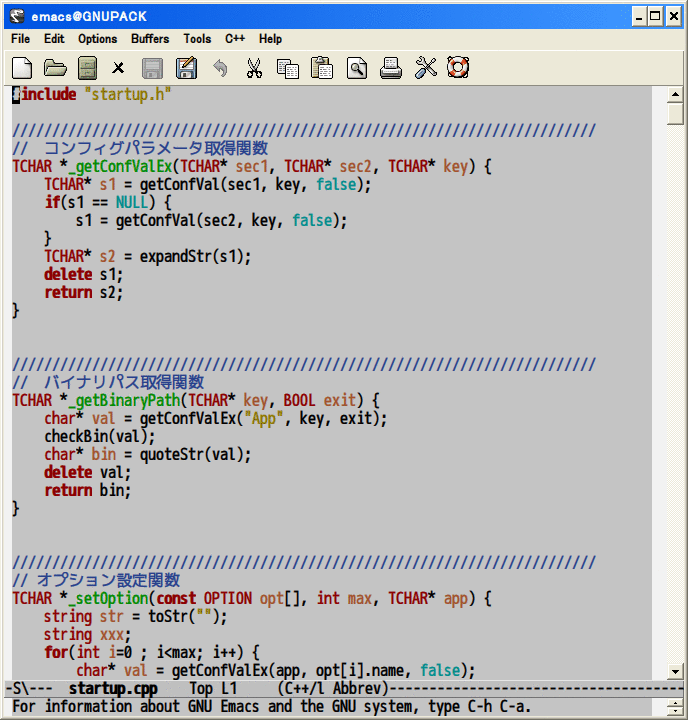 emacs@GNUPACK
File Edit Options Buffers Tools C++ Help
#include "startup.h"
/////////////////////////////////////////////////////////////////////////
//  コンフィグパラメータ取得関数
TCHAR *_getConfValEx(TCHAR* sec1, TCHAR* sec2, TCHAR* key) {
    TCHAR* s1 = getConfVal(sec1, key, false);
    if(s1 == NULL) {
        s1 = getConfVal(sec2, key, false);
    }
    TCHAR* s2 = expandStr(s1);
    delete s1;
    return s2;
}
/////////////////////////////////////////////////////////////////////////
//  バイナリパス取得関数
TCHAR *_getBinaryPath(TCHAR* key, BOOL exit) {
    char* val = getConfValEx("App", key, exit);
    checkBin(val);
    char* bin = quoteStr(val);
    delete val;
    return bin;
}
/////////////////////////////////////////////////////////////////////////
// オプション設定関数
TCHAR *_setOption(const OPTION opt[], int max, TCHAR* app) {
    string str = toStr("");
    string xxx;
    for(int i=0 ; i<max; i++) {
        char* val = getConfValEx(app, opt[i].name, false);
-S\---  startup.cpp    Top L1     (C++/l Abbrev)--------------------------------------
For information about GNU Emacs and the GNU system, type C-h C-a.